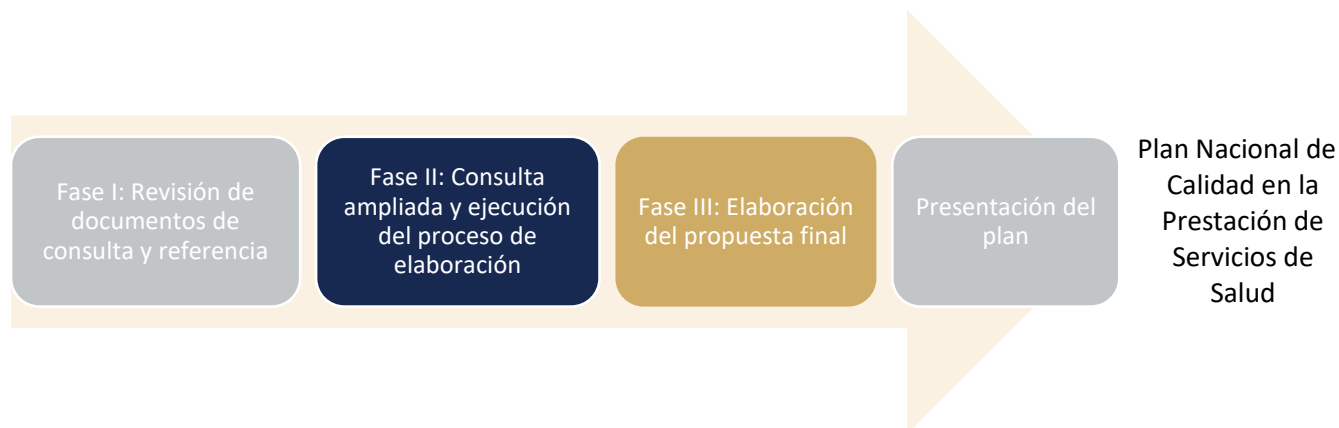 Fase I: Revisión de
documentos de
consulta y referencia
Fase II: Consulta
ampliada y ejecución
del proceso de
elaboración
Fase III: Elaboración
del propuesta final
Presentación del
plan
Plan Nacional de
Calidad en la
Prestación de
Servicios de
Salud